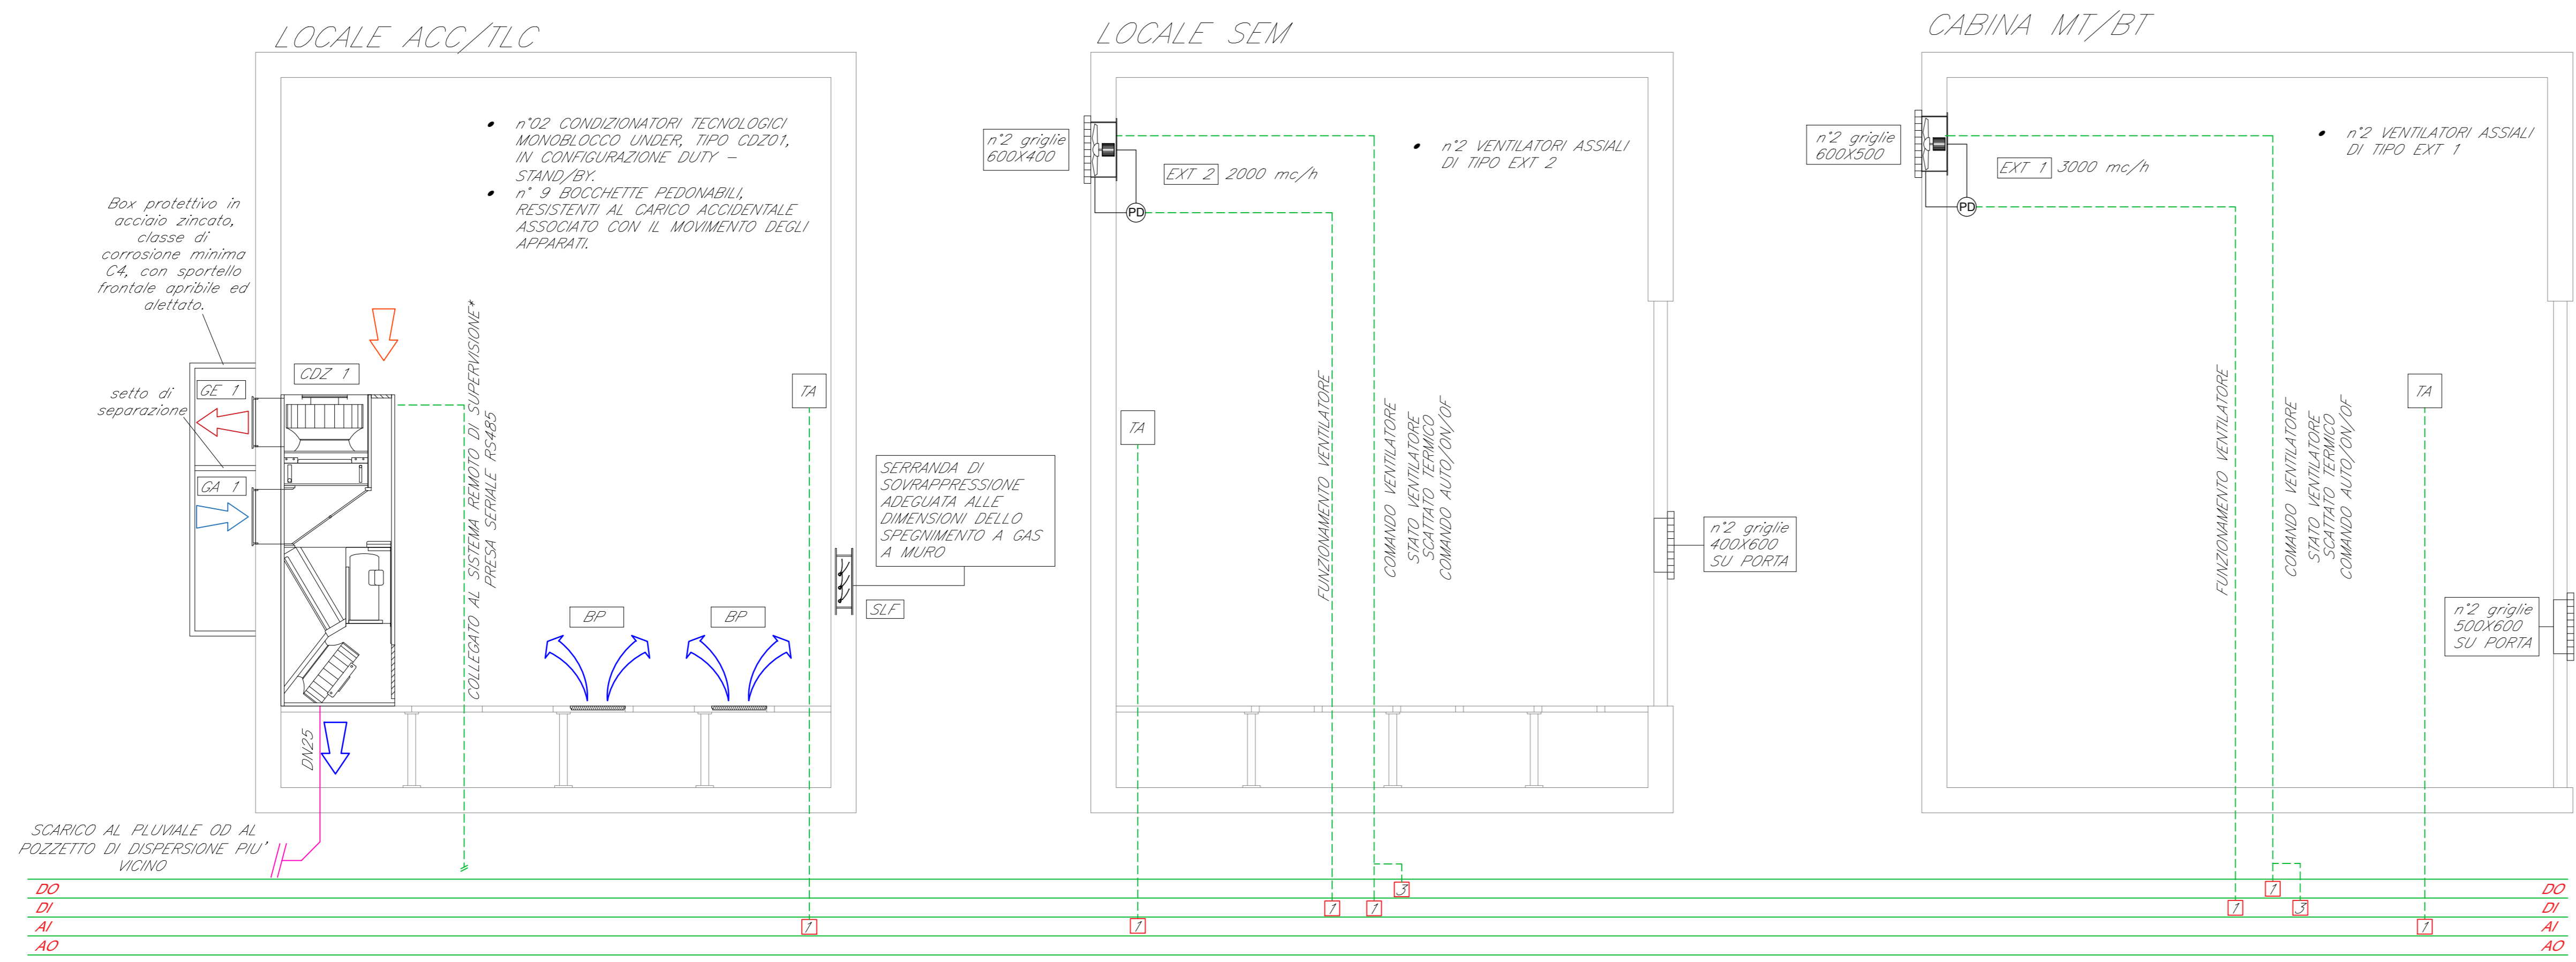 LOCALE ACC/TLC
n°02 CONDIZIONATORI TECNOLOGICI
MONOBLOCCO UNDER, TIPO CDZ01,
IN CONFIGURAZIONE DUTY –
STAND/BY.
n° 9 BOCCHETTE PEDONABILI,
RESISTENTI AL CARICO ACCIDENTALE
ASSOCIATO CON IL MOVIMENTO DEGLI
APPARATI.
Box protettivo in
acciaio zincato,
classe di
corrosione minima
C4, con sportello
frontale apribile ed
alettato.
setto di
separazione
GE 1
GA 1
CDZ 1
COLLEGATO AL SISTEMA REMOTO DI SUPERVISIONE*
PRESA SERIALE RS485
TA
SERRANDA DI
SOVRAPPRESSIONE
ADEGUATA ALLE
DIMENSIONI DELLO
SPEGNIMENTO A GAS
A MURO
SLF
BP
BP
DN25
SCARICO AL PLUVIALE OD AL
POZZETTO DI DISPERSIONE PIU'
VICINO
LOCALE SEM
n°2 griglie
600X400
EXT 2 2000 mc/h
PD
n°2 VENTILATORI ASSIALI
DI TIPO EXT 2
TA
FUNZIONAMENTO VENTILATORE
COMANDO VENTILATORE
STATO VENTILATORE
SCATTATO TERMICO
COMANDO AUTO/ON/OF
n°2 griglie
400X600
SU PORTA
CABINA MT/BT
n°2 griglie
600X500
EXT 1 3000 mc/h
PD
n°2 VENTILATORI ASSIALI
DI TIPO EXT 1
FUNZIONAMENTO VENTILATORE
COMANDO VENTILATORE
STATO VENTILATORE
SCATTATO TERMICO
COMANDO AUTO/ON/OF
TA
n°2 griglie
500X600
SU PORTA
DO 3 1 DO
DI 1 1 1 3 DI
AI 1 1 1 AI
AO AO